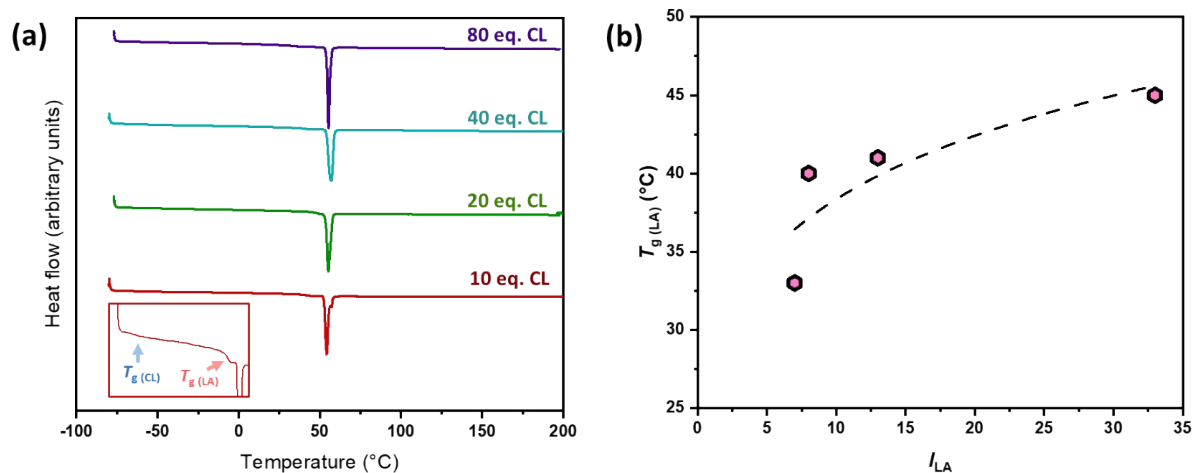 (a)
80 eq. CL
40 eq. CL
20 eq. CL
10 eq. CL
Tg (CL)
Tg (LA)
Heat flow (arbitrary units)
-100 -50 0 50 100 150 200
Temperature (°C)
(b)
50
45
40
35
30
25
Tg (LA) (°C)
0 5 10 15 20 25 30 35
lLA